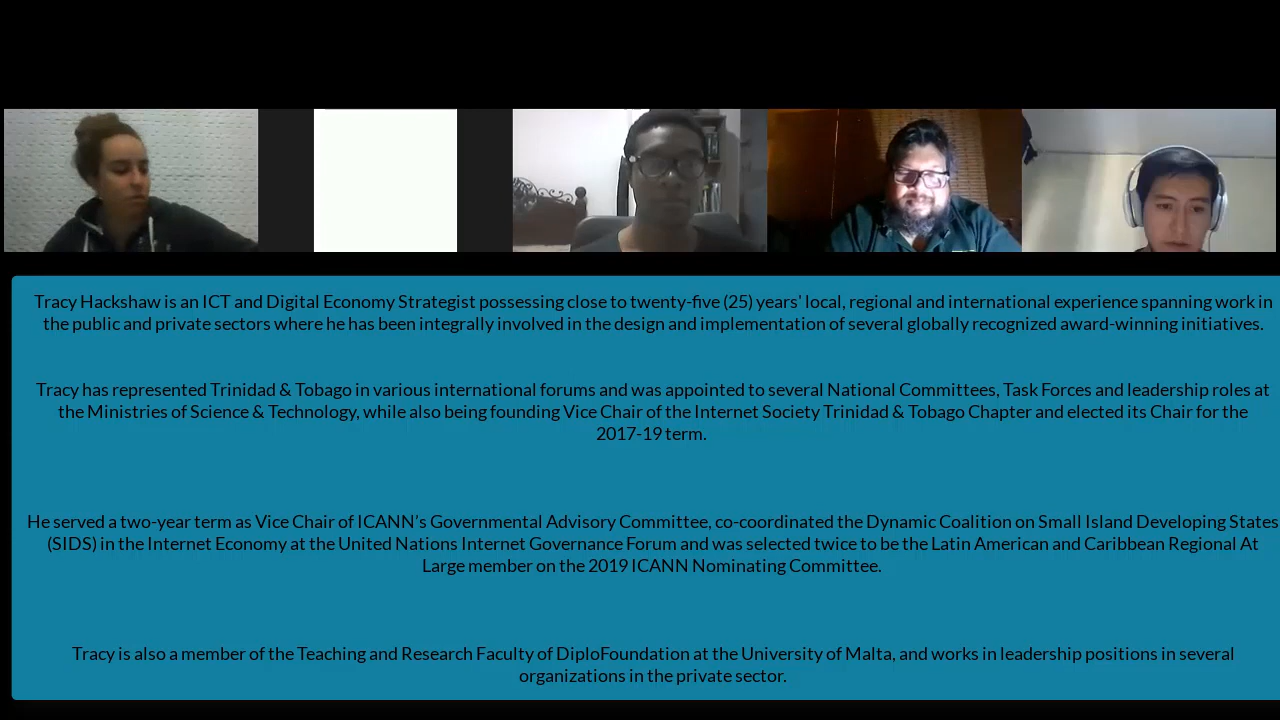 Tracy Hackshaw is an ICT and Digital Economy Strategist possessing close to twenty-five (25) years' local, regional and international experience spanning work in
the public and private sectors where he has been integrally involved in the design and implementation of several globally recognized award-winning initiatives.
Tracy has represented Trinidad & Tobago in various international forums and was appointed to several National Committees, Task Forces and leadership roles at
the Ministries of Science & Technology, while also being founding Vice Chair of the Internet Society Trinidad & Tobago Chapter and elected its Chair for the
2017-19 term.
He served a two-year term as Vice Chair of ICANN's Governmental Advisory Committee, co-coordinated the Dynamic Coalition on Small Island Developing States
(SIDS) in the Internet Economy at the United Nations Internet Governance Forum and was selected twice to be the Latin American and Caribbean Regional At
Large member on the 2019 ICANN Nominating Committee.
Tracy is also a member of the Teaching and Research Faculty of DiploFoundation at the University of Malta, and works in leadership positions in several
organizations in the private sector.